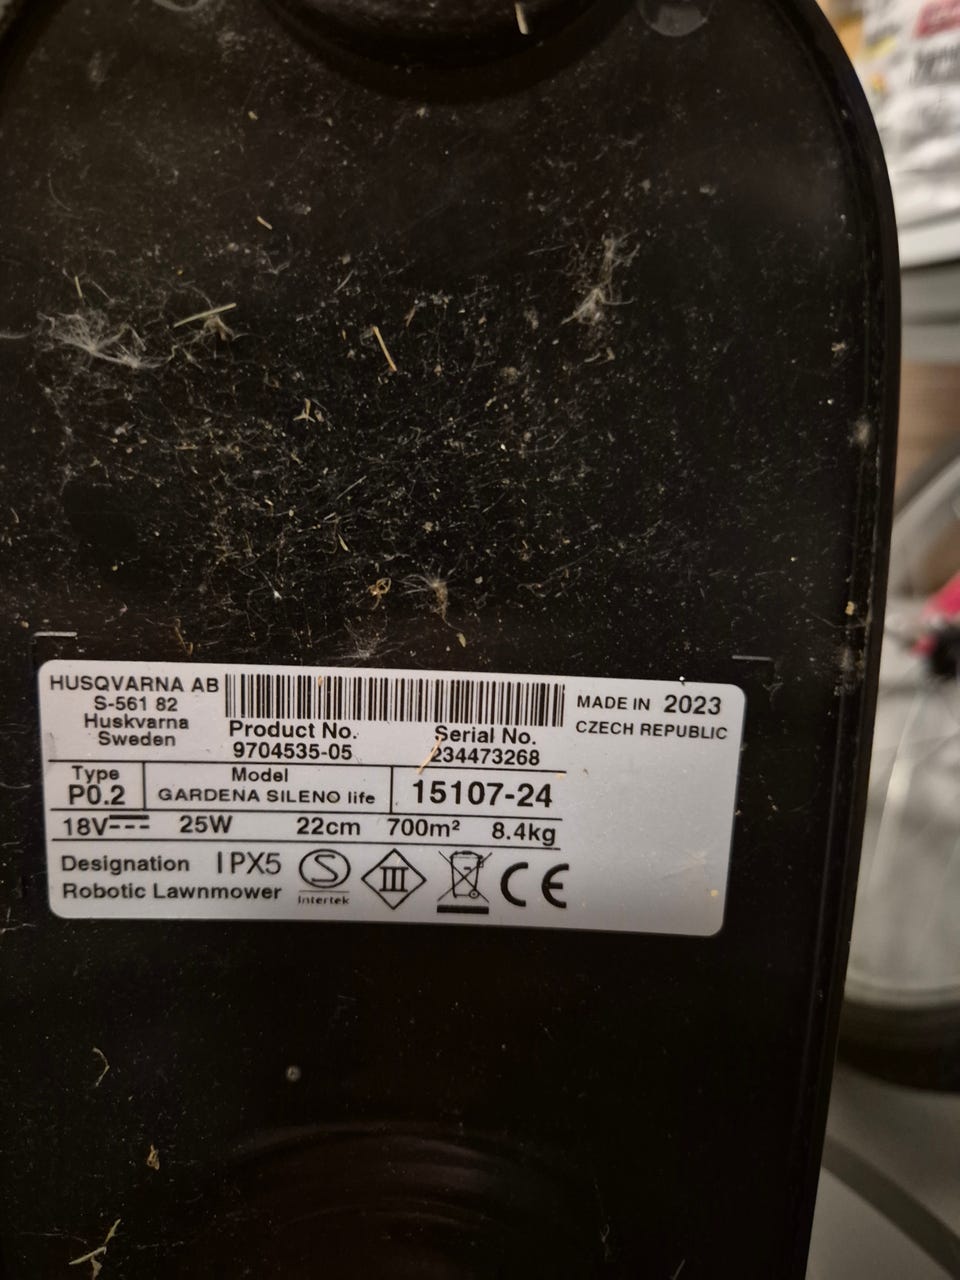 HUSQVARNA AB
S-561 82
Huskvarna
Sweden
Product No.
9704535-05
Serial No.
234473268
MADE IN 2023
CZECH REPUBLIC
Type
P0.2
Model
GARDENA SILENO life
15107-24
18V 25W 22cm 700m² 8.4kg
Designation IPX5
Robotic Lawnmower
S
Intertek
III
CE